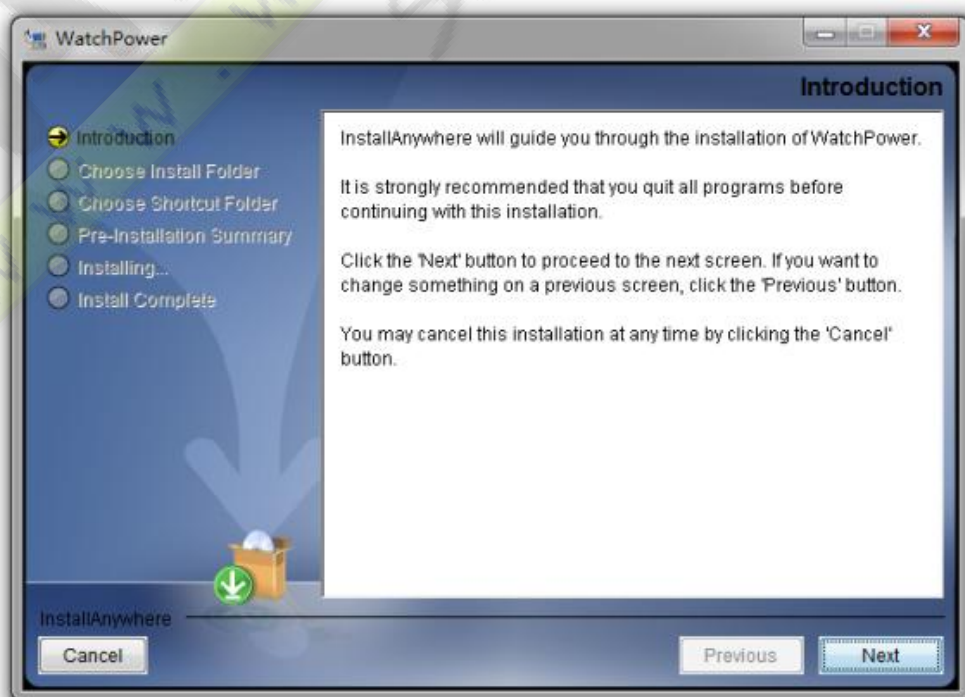 WatchPower
Introduction
Introduction
Choose Install Folder
Choose Shortcut Folder
Pre-Installation Summary
Installing...
Install Complete
InstallAnywhere will guide you through the installation of WatchPower.
It is strongly recommended that you quit all programs before
continuing with this installation.
Click the 'Next' button to proceed to the next screen. If you want to
change something on a previous screen, click the 'Previous' button.
You may cancel this installation at any time by clicking the 'Cancel'
button.
InstallAnywhere
Cancel
Previous
Next